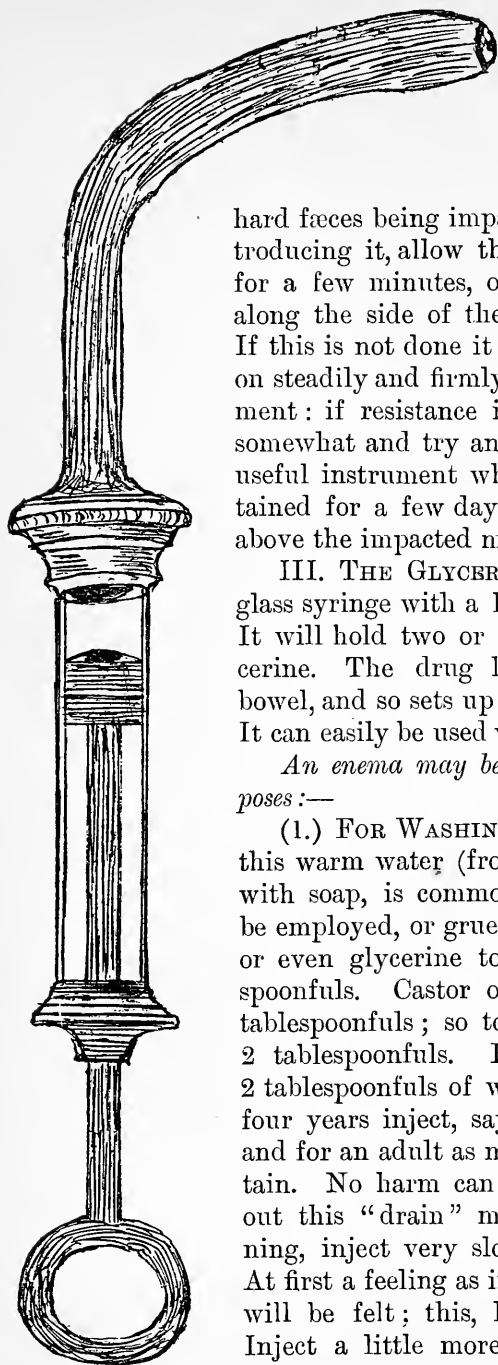 hard fæces being impa
troducing it, allow th
for a few minutes, o
along the side of the
If this is not done it
on steadily and firmly
ment : if resistance i
somewhat and try an
useful instrument wh
tained for a few day
above the impacted m
III. THE GLYCER
glass syringe with a l
It will hold two or
cerine. The drug l
bowel, and so sets up
It can easily be used v
An enema may be
poses :—
(1.) FOR WASHIN
this warm water (fro
with soap, is commo
be employed, or grue
or even glycerine to
spoonfuls. Castor o
tablespoonfuls ; so to
2 tablespoonfuls. I
2 tablespoonfuls of w
four years inject, say
and for an adult as m
tain. No harm can
out this “drain” m
ning, inject very slo
At first a feeling as i
will be felt ; this, h
Inject a little more